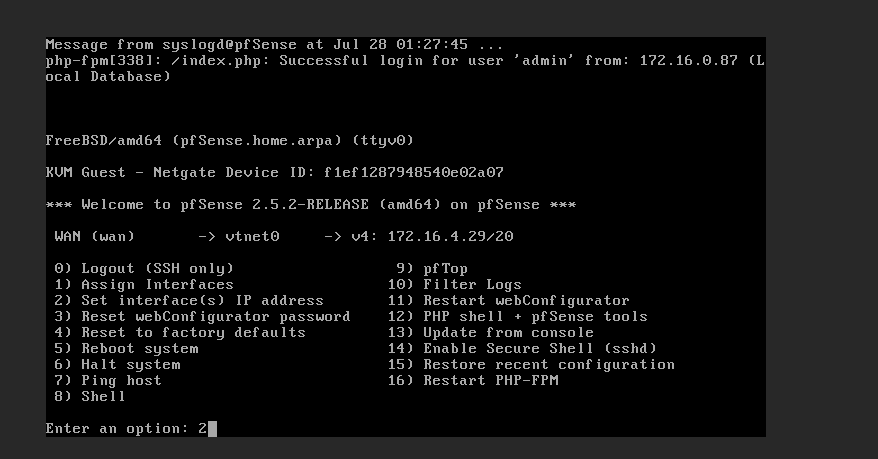 Message from syslogd@pfSense at Jul 28 01:27:45 ...
php-fpm[338]: /index.php: Successful login for user 'admin' from: 172.16.0.87 (L
ocal Database)
FreeBSD/amd64 (pfSense.home.arpa) (ttyv0)
KVM Guest - Netgate Device ID: f1ef1287948540e02a07
*** Welcome to pfSense 2.5.2-RELEASE (amd64) on pfSense ***
WAN (wan)       -> vtnet0     -> v4: 172.16.4.29/20
0) Logout (SSH only)                  9) pfTop
1) Assign Interfaces                 10) Filter Logs
2) Set interface(s) IP address       11) Restart webConfigurator
3) Reset webConfigurator password    12) PHP shell + pfSense tools
4) Reset to factory defaults         13) Update from console
5) Reboot system                     14) Enable Secure Shell (sshd)
6) Halt system                       15) Restore recent configuration
7) Ping host                         16) Restart PHP-FPM
8) Shell
Enter an option: 2